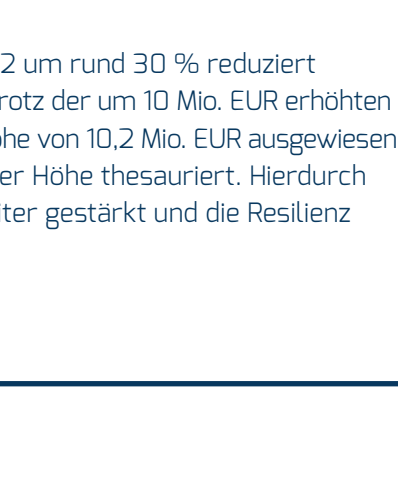 2 um rund 30 % reduziert
rotz der um 10 Mio. EUR erhöhten
he von 10,2 Mio. EUR ausgewiesen
er Höhe thesauriert. Hierdurch
iter gestärkt und die Resilienz